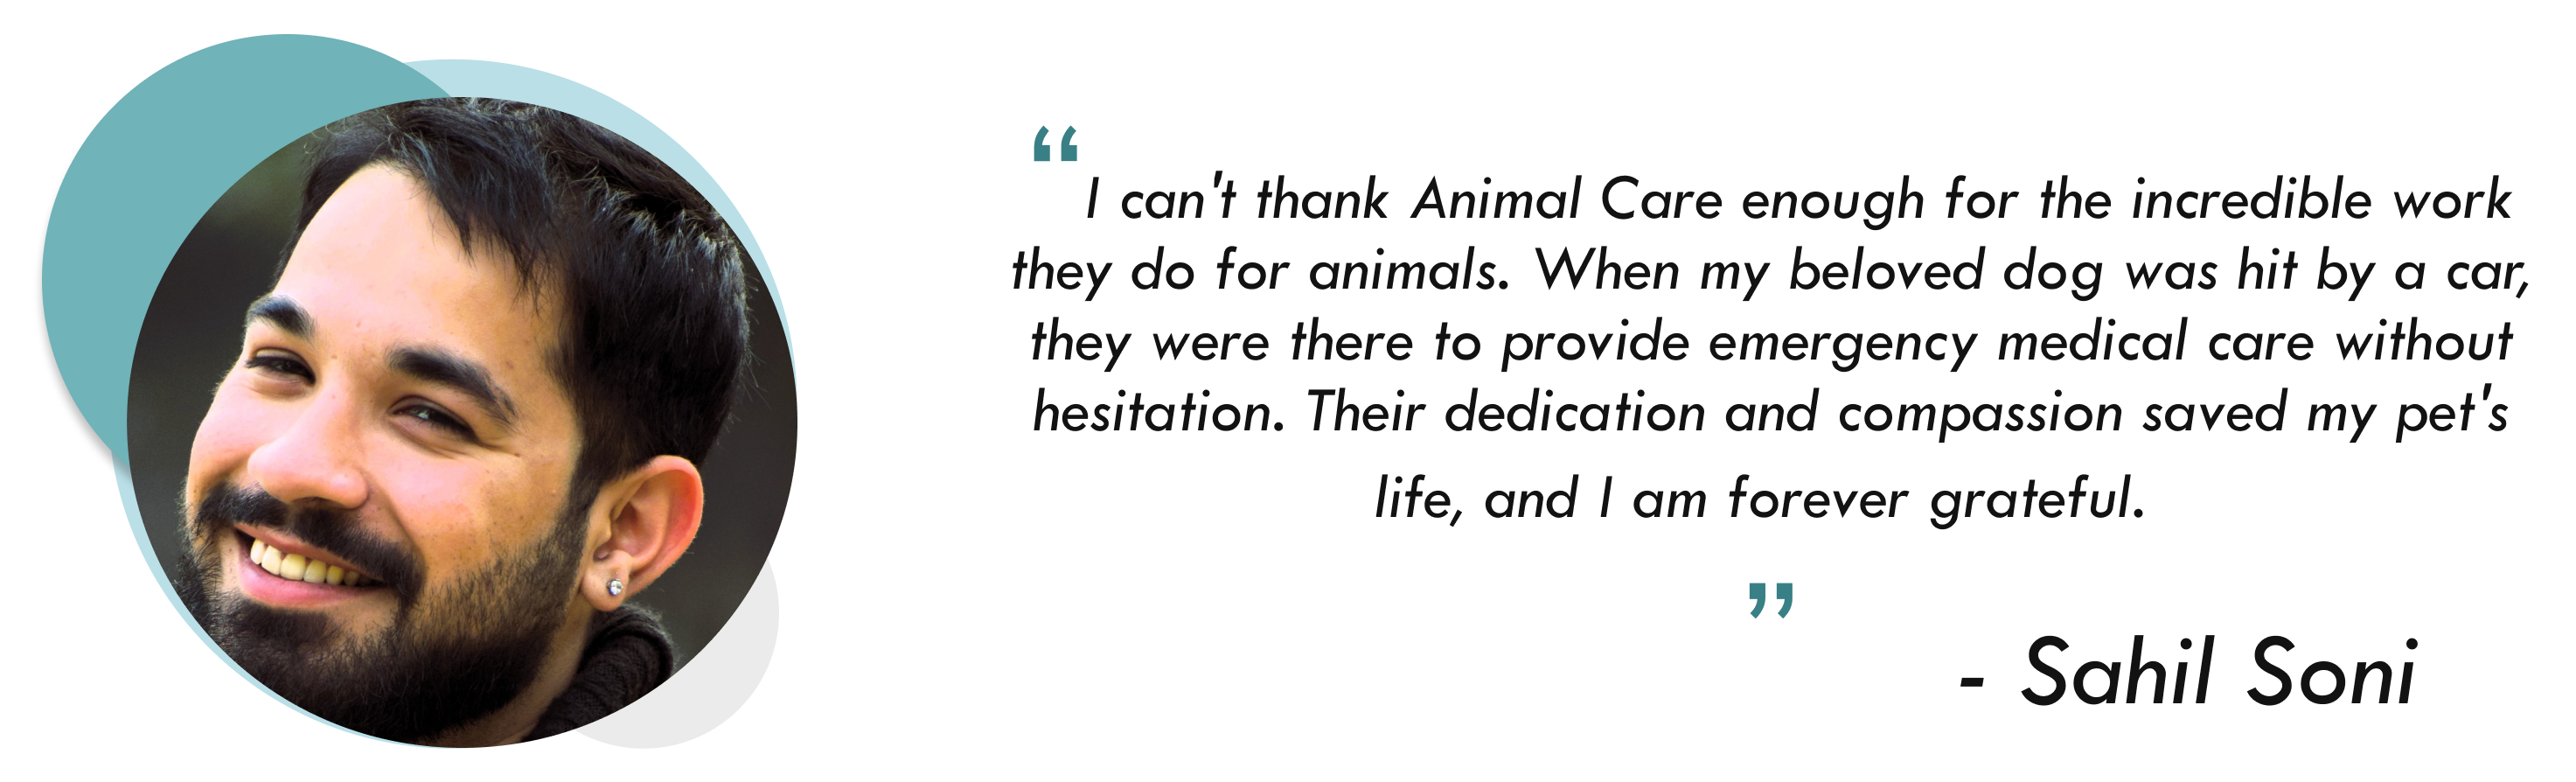 “I can't thank Animal Care enough for the incredible work
they do for animals. When my beloved dog was hit by a car,
they were there to provide emergency medical care without
hesitation. Their dedication and compassion saved my pet's
life, and I am forever grateful.
”
- Sahil Soni